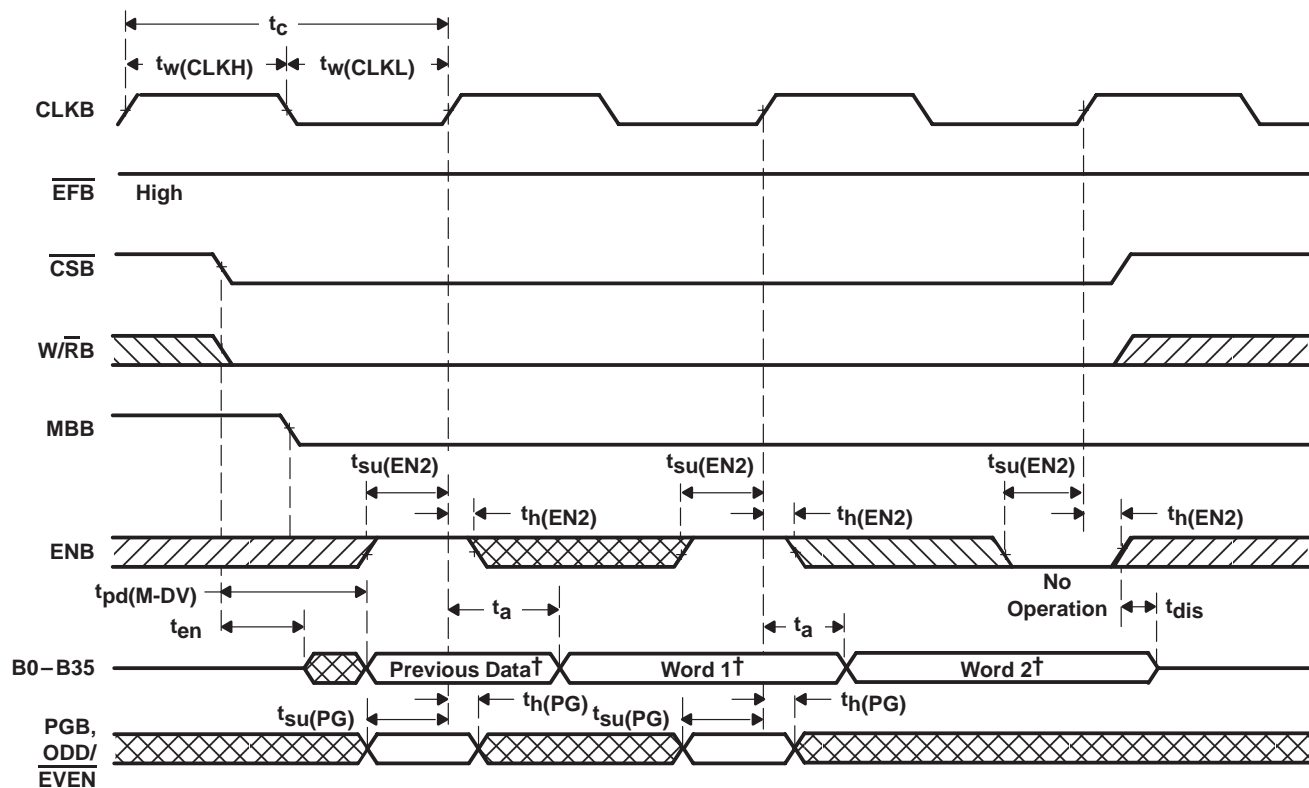 tc
tw(CLKH)
tw(CLKL)
CLKB
EFB
High
CSB
W/RB
MBB
tsu(EN2)
tsu(EN2)
tsu(EN2)
th(EN2)
th(EN2)
th(EN2)
ENB
No
Operation
tpd(M-DV)
ta
tdis
ten
ta
B0–B35
Previous Data†
Word 1†
Word 2†
tsu(PG)
th(PG)
tsu(PG)
th(PG)
PGB,
ODD/
EVEN